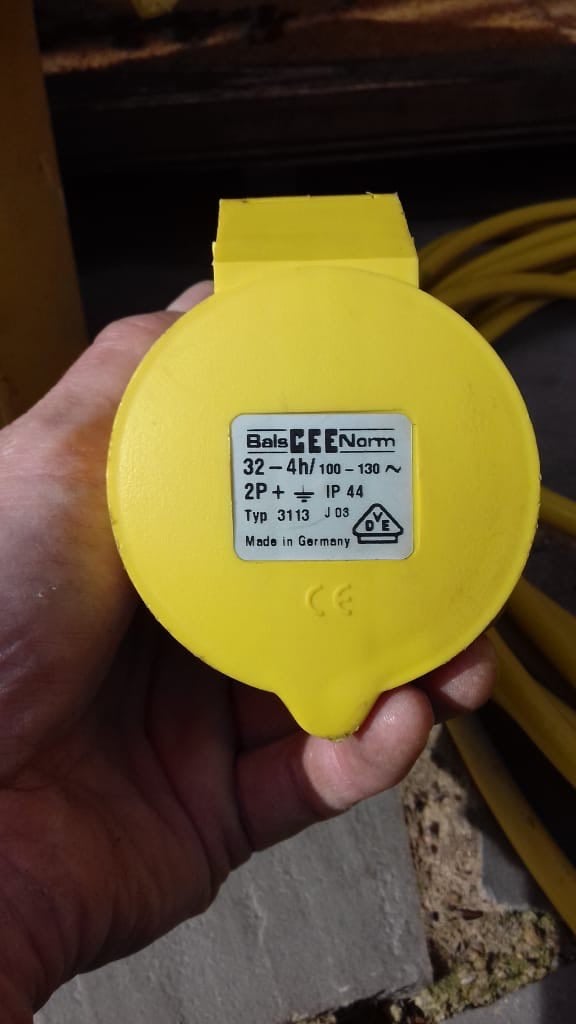 Bals CEE Norm
32 – 4h/ 100 – 130 ~
2P + ⏚ IP 44
Typ 3113 J 03
DVE
Made in Germany
CE